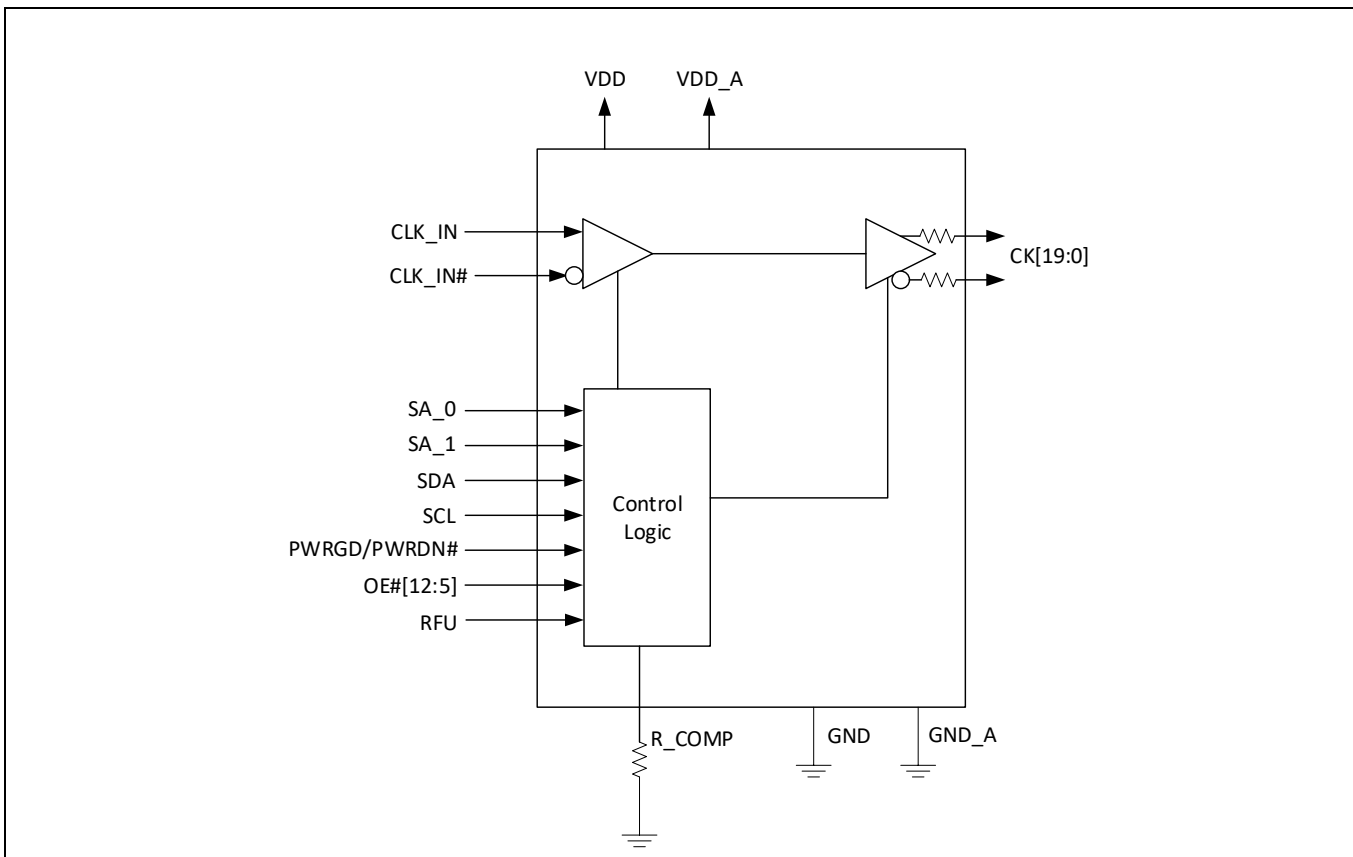 VDD
VDD_A
CLK_IN
CLK_IN#
CK[19:0]
SA_0
SA_1
SDA
SCL
PWRGD/PWRDN#
OE#[12:5]
RFU
Control
Logic
R_COMP
GND
GND_A